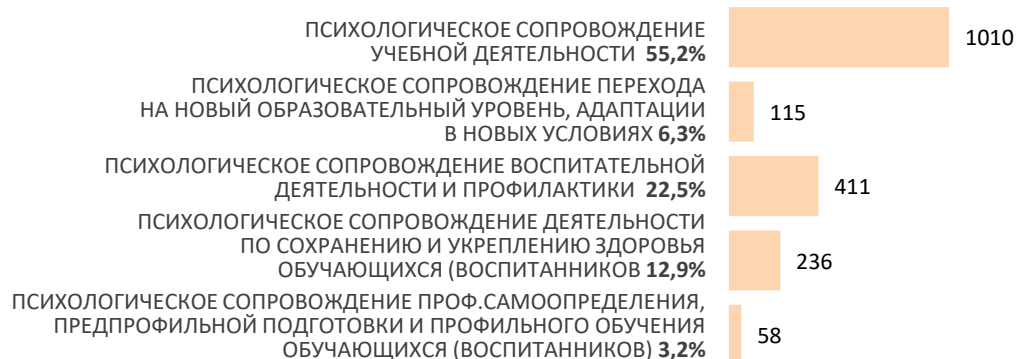 ПСИХОЛОГИЧЕСКОЕ СОПРОВОЖДЕНИЕ
УЧЕБНОЙ ДЕЯТЕЛЬНОСТИ 55,2%
1010
ПСИХОЛОГИЧЕСКОЕ СОПРОВОЖДЕНИЕ ПЕРЕХОДА
НА НОВЫЙ ОБРАЗОВАТЕЛЬНЫЙ УРОВЕНЬ, АДАПТАЦИИ
В НОВЫХ УСЛОВИЯХ 6,3%
115
ПСИХОЛОГИЧЕСКОЕ СОПРОВОЖДЕНИЕ ВОСПИТАТЕЛЬНОЙ
ДЕЯТЕЛЬНОСТИ И ПРОФИЛАКТИКИ 22,5%
411
ПСИХОЛОГИЧЕСКОЕ СОПРОВОЖДЕНИЕ ДЕЯТЕЛЬНОСТИ
ПО СОХРАНЕНИЮ И УКРЕПЛЕНИЮ ЗДОРОВЬЯ
ОБУЧАЮЩИХСЯ (ВОСПИТАННИКОВ 12,9%
236
ПСИХОЛОГИЧЕСКОЕ СОПРОВОЖДЕНИЕ ПРОФ.САМООПРЕДЕЛЕНИЯ,
ПРЕДПРОФИЛЬНОЙ ПОДГОТОВКИ И ПРОФИЛЬНОГО ОБУЧЕНИЯ
ОБУЧАЮЩИХСЯ (ВОСПИТАННИКОВ) 3,2%
58